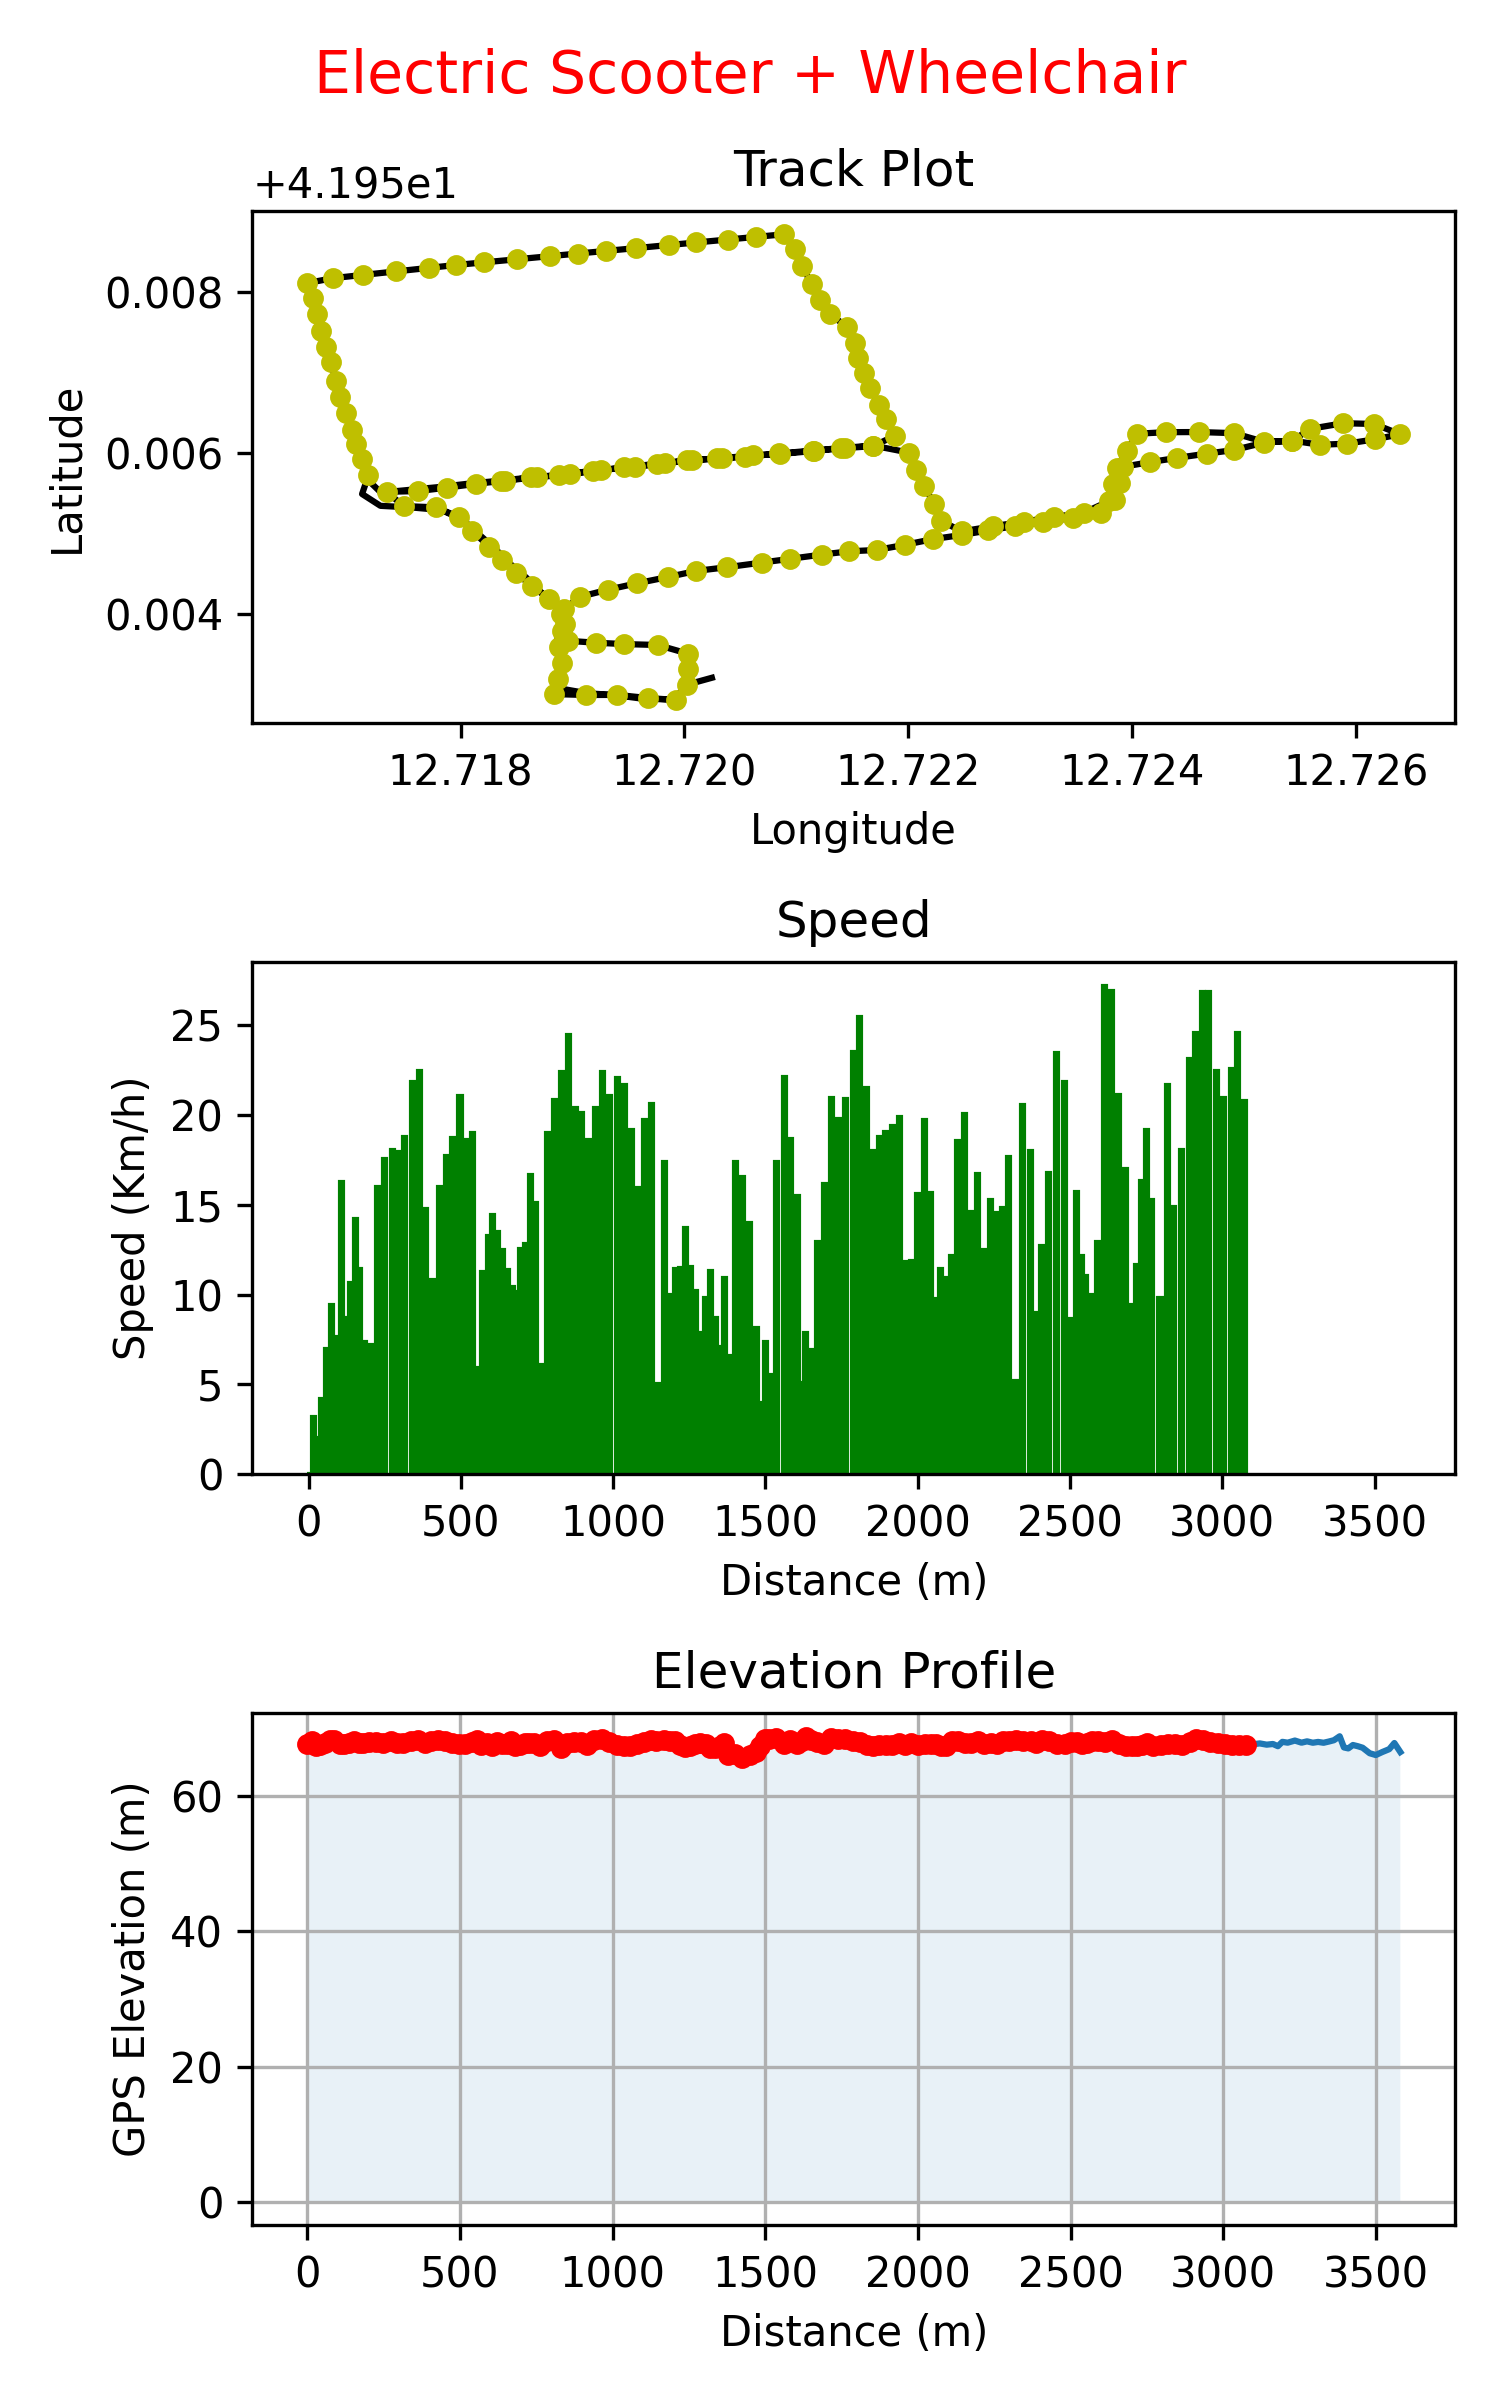 Electric Scooter + Wheelchair
Track Plot
+4.195e1
0.008
0.006
0.004
Latitude
12.718 12.720 12.722 12.724 12.726
Longitude
Speed
25
20
15
10
5
0
Speed (Km/h)
0 500 1000 1500 2000 2500 3000 3500
Distance (m)
Elevation Profile
60
40
20
0
GPS Elevation (m)
0 500 1000 1500 2000 2500 3000 3500
Distance (m)